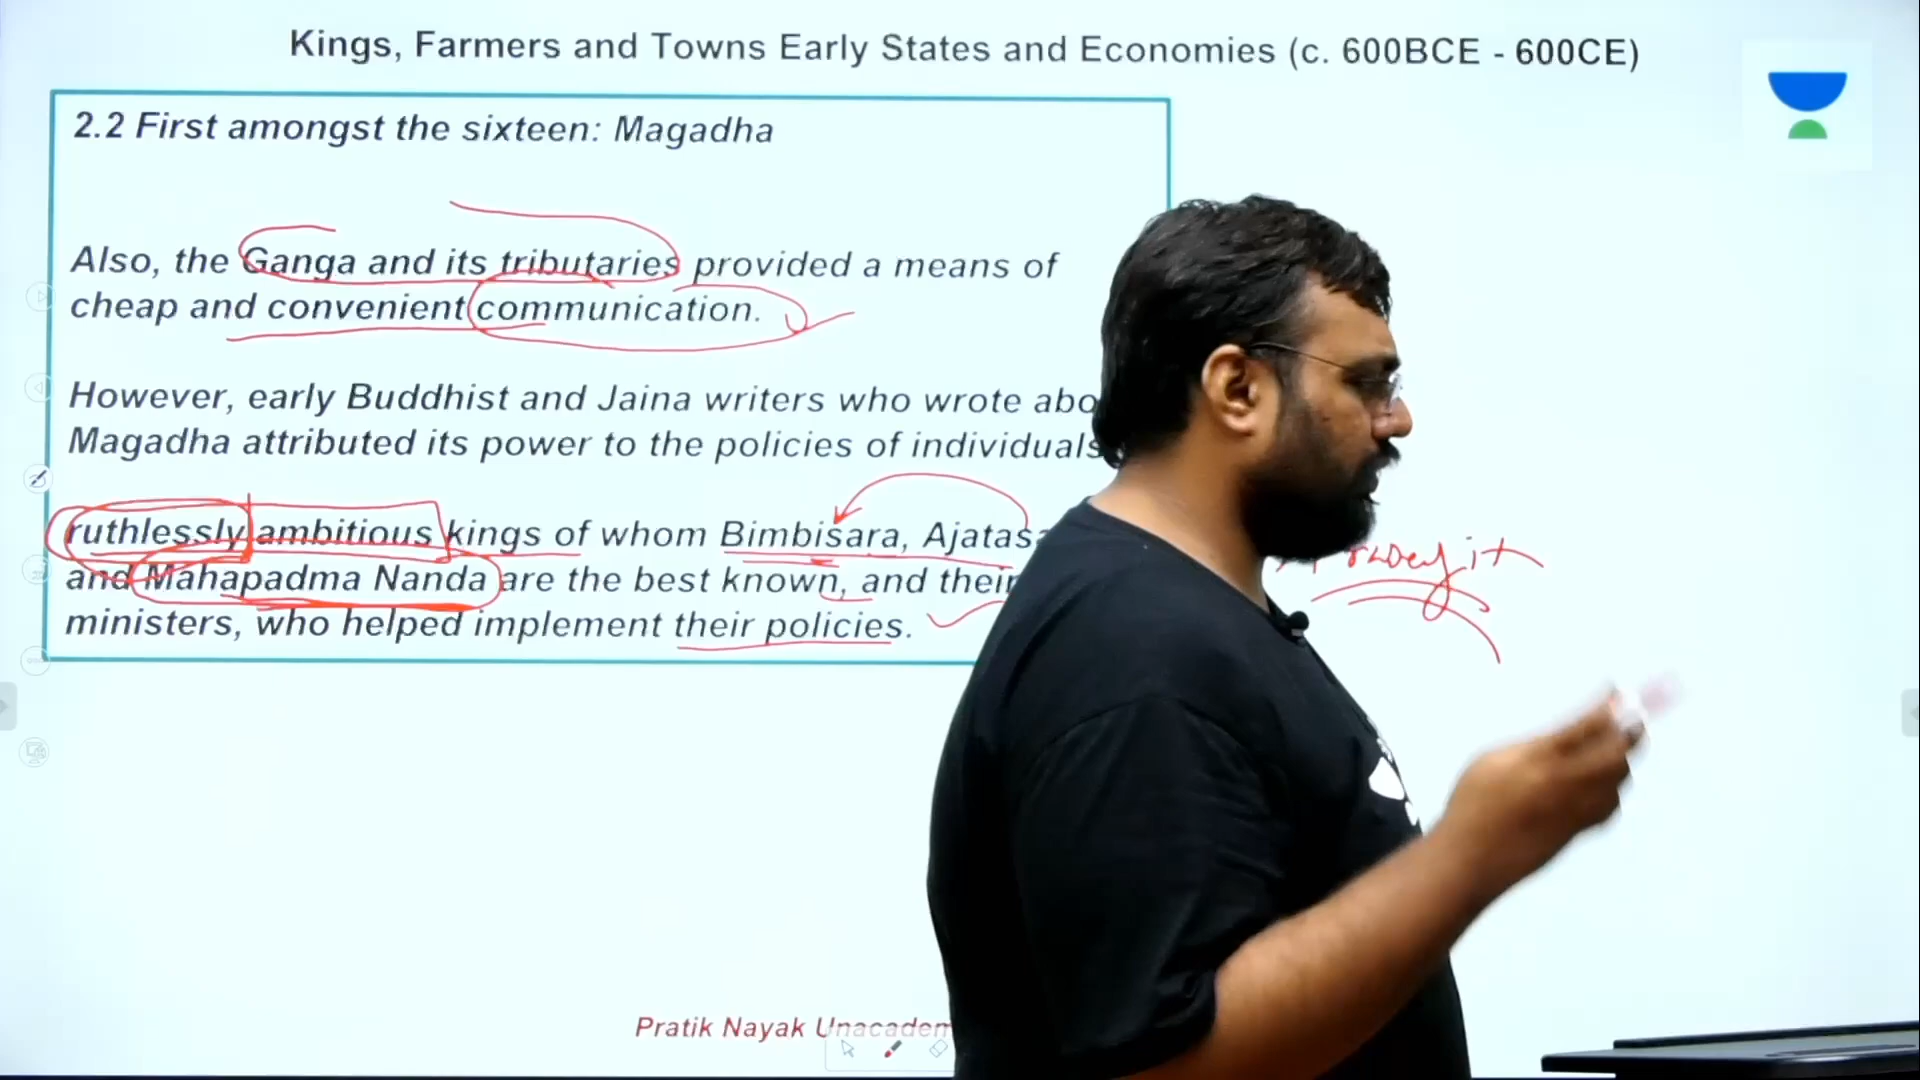 Kings, Farmers and Towns Early States and Economies (c. 600BCE - 600CE)
2.2 First amongst the sixteen: Magadha
Also, the Ganga and its tributaries provided a means of
cheap and convenient communication.
However, early Buddhist and Jaina writers who wrote abo
Magadha attributed its power to the policies of individuals
ruthlessly ambitious kings of whom Bimbisara, Ajatas
and Mahapadma Nanda are the best known, and their
ministers, who helped implement their policies.
Pratik Nayak Unacadem